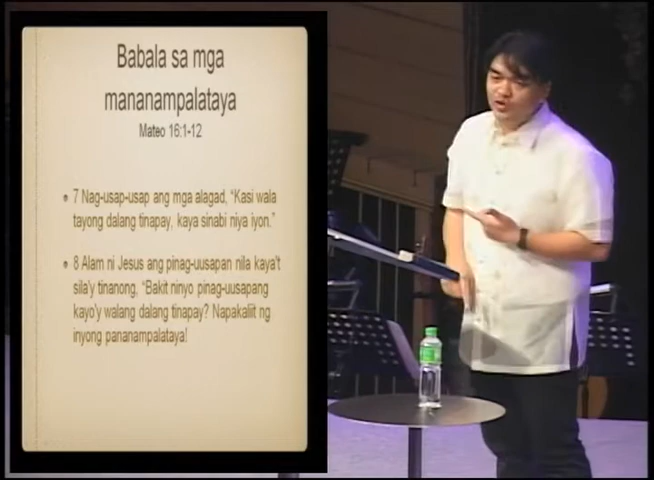 Babala sa mga
mananampalataya
Mateo 16:1-12
7 Nag-usap-usap ang mga alagad, “Kasi wala
tayong dalang tinapay, kaya sinabi niya iyon.”
8 Alam ni Jesus ang pinag-uusapan nila kaya't
sila'y tinanong, “Bakit ninyo pinag-uusapang
kayo'y walang dalang tinapay? Napakaliit ng
inyong pananampalataya!